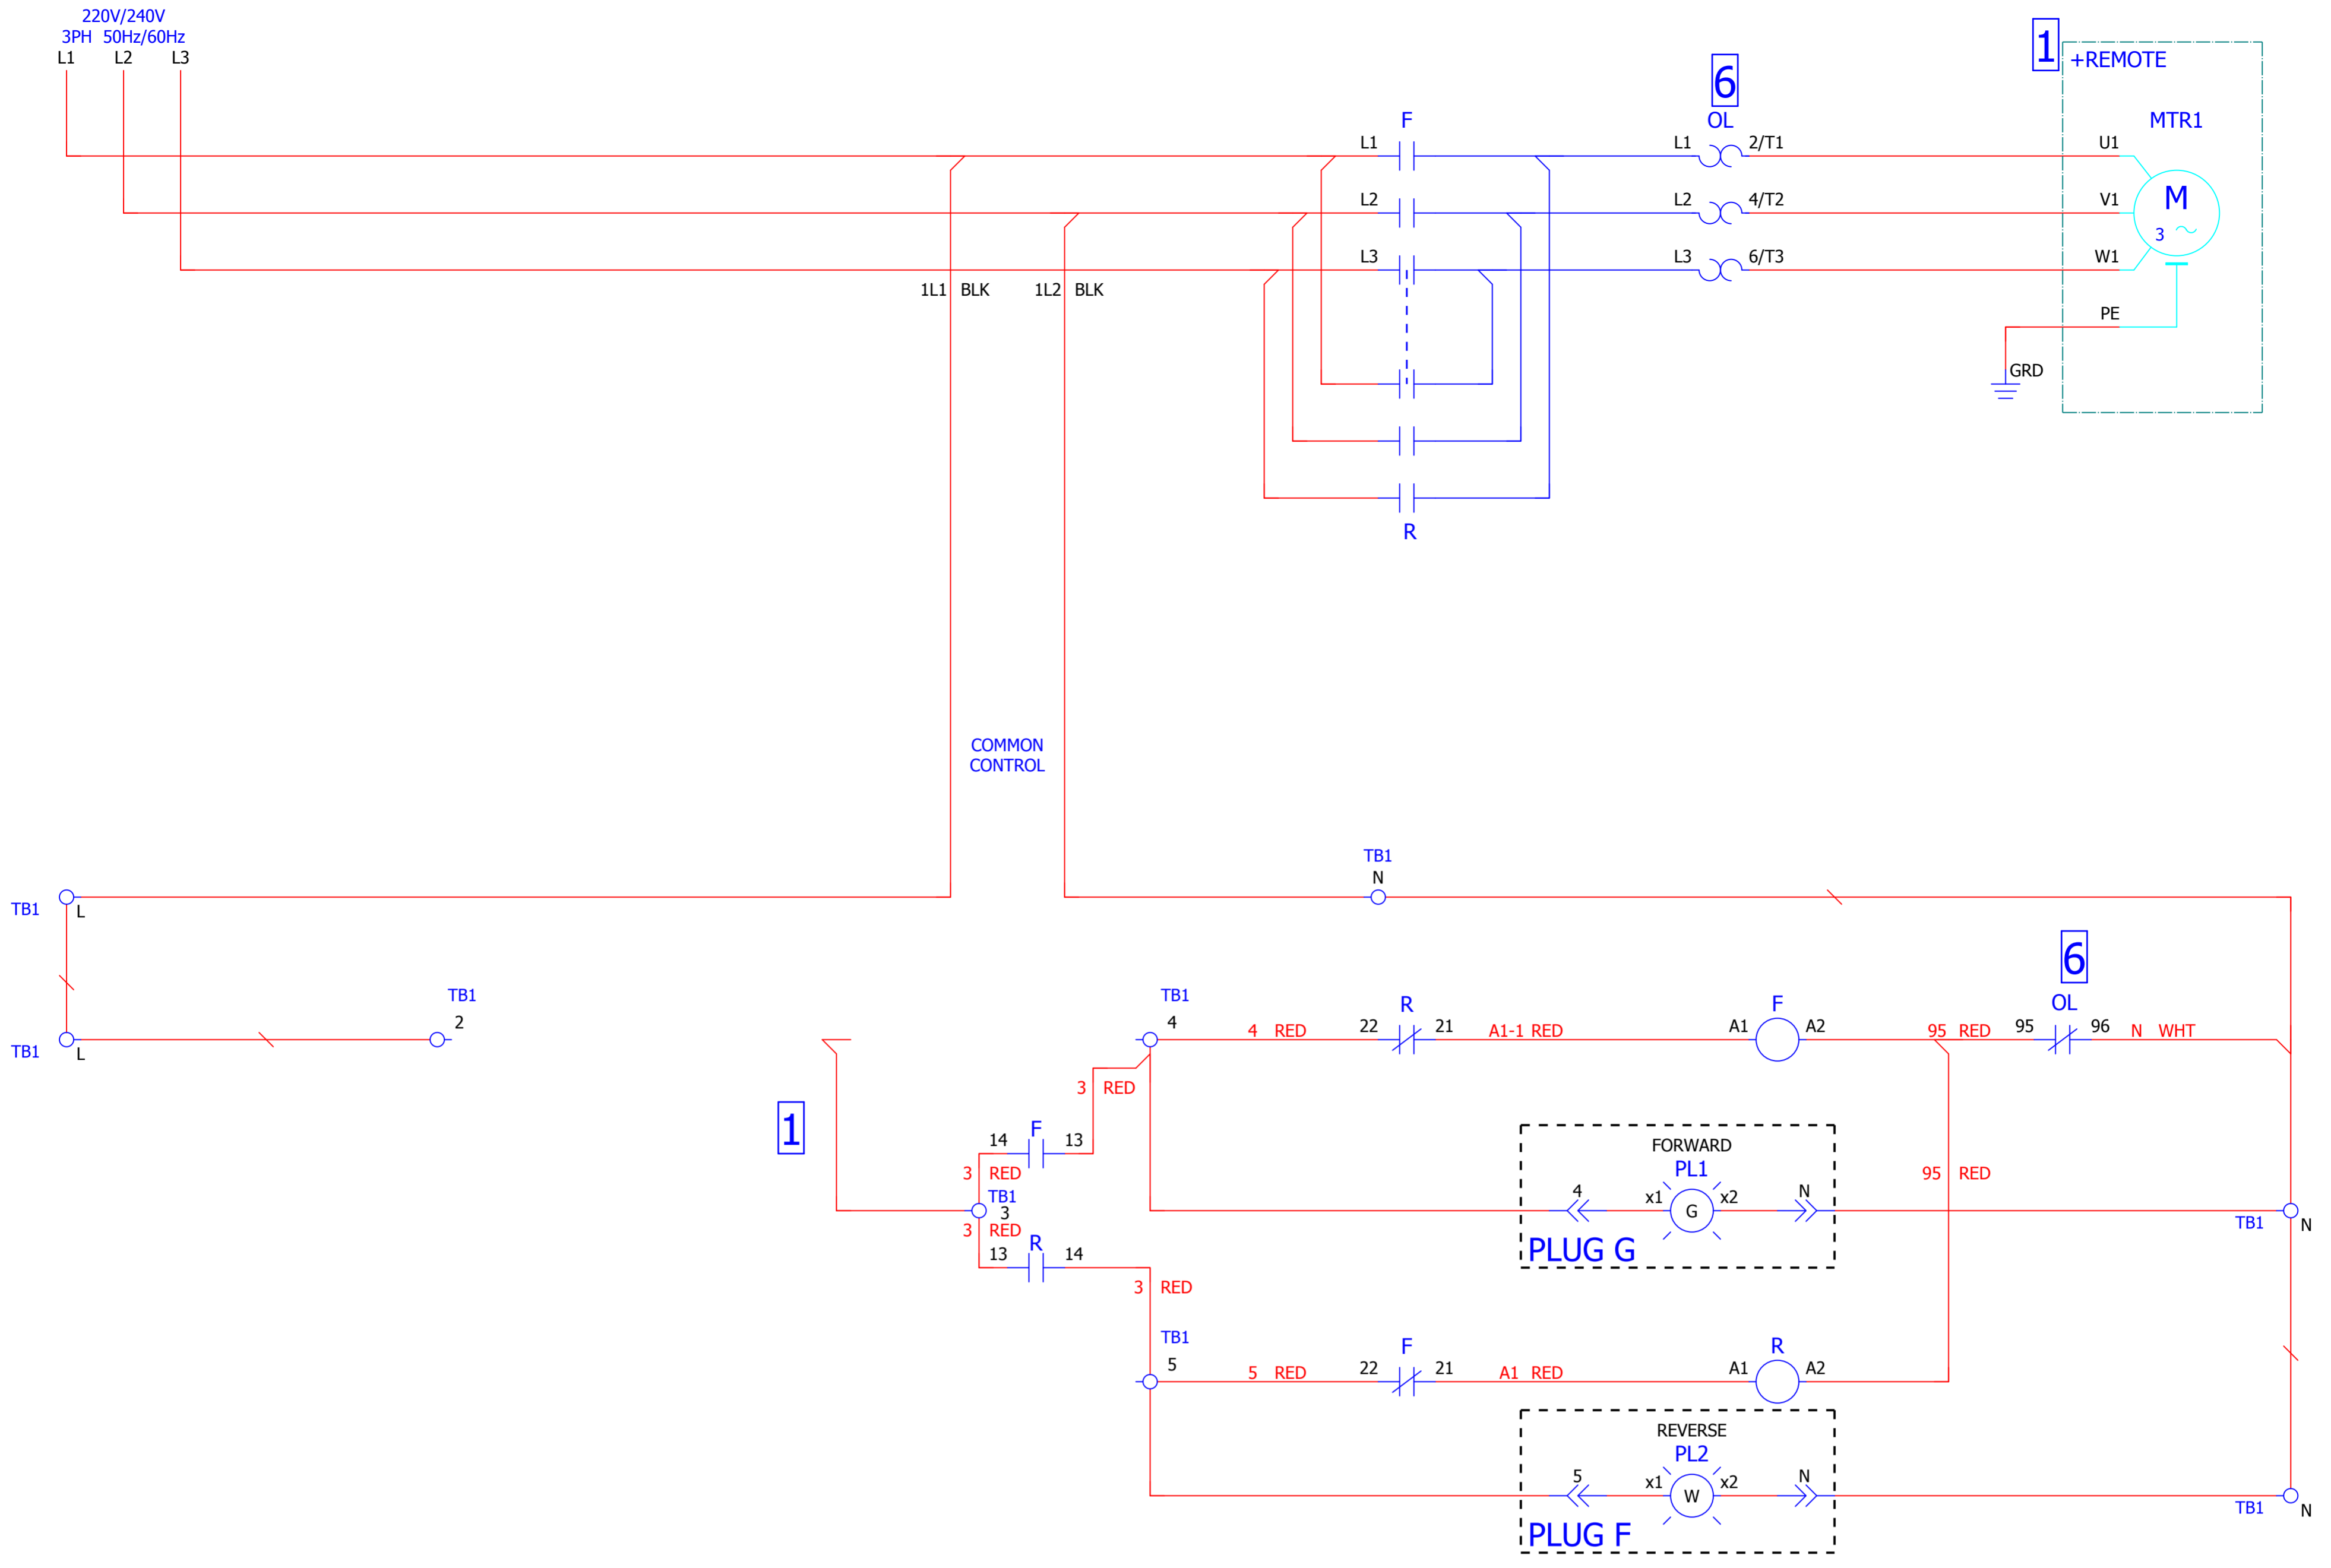 220V/240V
3PH 50Hz/60Hz
L1 L2 L3
1
+REMOTE
6
F
OL
MTR1
L1
L1
2/T1
U1
L2
L2
4/T2
V1
M
3
L3
L3
6/T3
W1
1L1 BLK
1L2 BLK
PE
GRD
R
COMMON
CONTROL
TB1
N
TB1
L
6
TB1
2
TB1
4
R
F
OL
4 RED
22
21
A1-1 RED
A1
A2
95 RED
95
96
N WHT
TB1
L
3 RED
1
14
F
13
3 RED
TB1
3
3 RED
13
R
14
FORWARD
PL1
4
x1
x2
N
G
PLUG G
95 RED
TB1
N
3 RED
TB1
5
F
R
5 RED
22
21
A1 RED
A1
A2
REVERSE
PL2
5
x1
x2
N
W
PLUG F
TB1
N